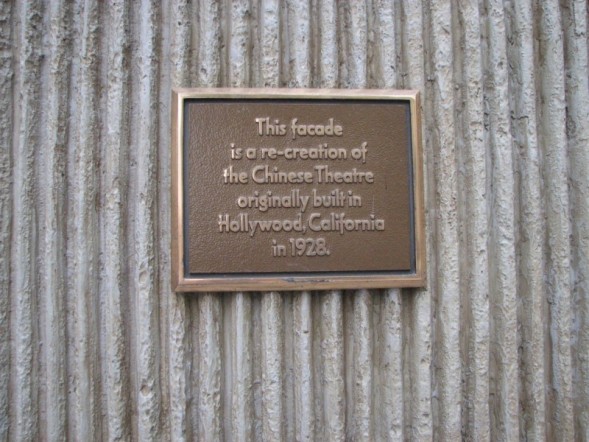 This facade
is a re-creation of
the Chinese Theatre
originally built in
Hollywood, California
in 1928.